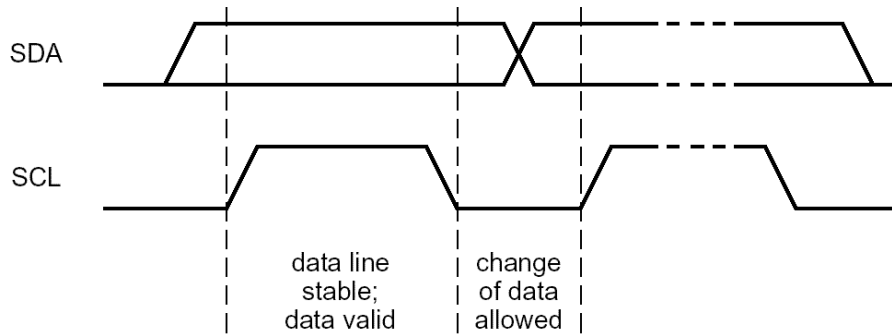 SDA
SCL
data line
stable;
data valid
change
of data
allowed